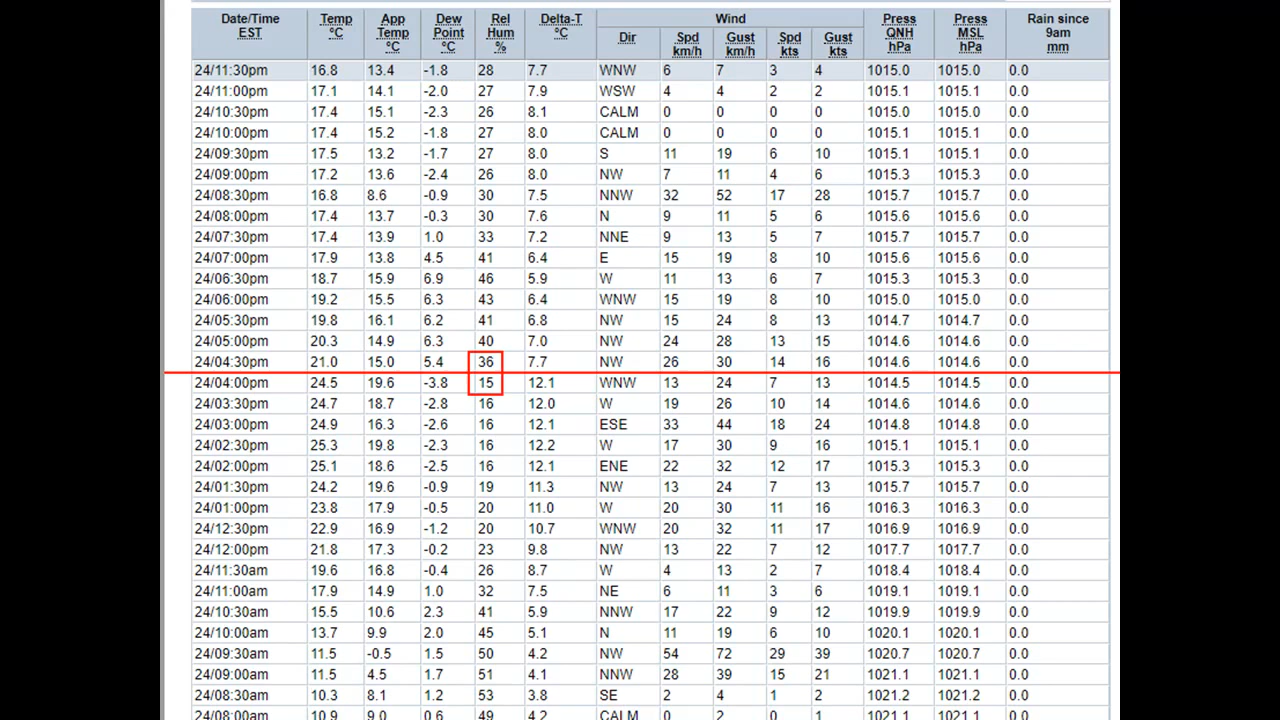 Date/Time EST Temp °C App Temp °C Dew Point °C Rel Hum % Delta-T °C Wind Press QNH hPa Press MSL hPa Rain since 9am mm
Dir Spd km/h Gust km/h Spd kts Gust kts
24/11:30pm 16.8 13.4 -1.8 28 7.7 WNW 6 7 3 4 1015.0 1015.0 0.0
24/11:00pm 17.1 14.1 -2.0 27 7.9 WSW 4 4 2 2 1015.1 1015.1 0.0
24/10:30pm 17.4 15.1 -2.3 26 8.1 CALM 0 0 0 0 1015.0 1015.0 0.0
24/10:00pm 17.4 15.2 -1.8 27 8.0 CALM 0 0 0 0 1015.1 1015.1 0.0
24/09:30pm 17.5 13.2 -1.7 27 8.0 S 11 19 6 10 1015.1 1015.1 0.0
24/09:00pm 17.2 13.6 -2.4 26 8.0 NW 7 11 4 6 1015.3 1015.3 0.0
24/08:30pm 16.8 8.6 -0.9 30 7.5 NNW 32 52 17 28 1015.7 1015.7 0.0
24/08:00pm 17.4 13.7 -0.3 30 7.6 N 9 11 5 6 1015.6 1015.6 0.0
24/07:30pm 17.4 13.9 1.0 33 7.2 NNE 9 13 5 7 1015.7 1015.7 0.0
24/07:00pm 17.9 13.8 4.5 41 6.4 E 15 19 8 10 1015.6 1015.6 0.0
24/06:30pm 18.7 15.9 6.9 46 5.9 W 11 13 6 7 1015.3 1015.3 0.0
24/06:00pm 19.2 15.5 6.3 43 6.4 WNW 15 19 8 10 1015.0 1015.0 0.0
24/05:30pm 19.8 16.1 6.2 41 6.8 NW 15 24 8 13 1014.7 1014.7 0.0
24/05:00pm 20.3 14.9 6.3 40 7.0 NW 24 28 13 15 1014.6 1014.6 0.0
24/04:30pm 21.0 15.0 5.4 36 7.7 NW 26 30 14 16 1014.6 1014.6 0.0
24/04:00pm 24.5 19.6 -3.8 15 12.1 WNW 13 24 7 13 1014.5 1014.5 0.0
24/03:30pm 24.7 18.7 -2.8 16 12.0 W 19 26 10 14 1014.6 1014.6 0.0
24/03:00pm 24.9 16.3 -2.6 16 12.1 ESE 33 44 18 24 1014.8 1014.8 0.0
24/02:30pm 25.3 19.8 -2.3 16 12.2 W 17 30 9 16 1015.1 1015.1 0.0
24/02:00pm 25.1 18.6 -2.5 16 12.1 ENE 22 32 12 17 1015.3 1015.3 0.0
24/01:30pm 24.2 19.6 -0.9 19 11.3 NW 13 24 7 13 1015.7 1015.7 0.0
24/01:00pm 23.8 17.9 -0.5 20 11.0 W 20 30 11 16 1016.3 1016.3 0.0
24/12:30pm 22.9 16.9 -1.2 20 10.7 WNW 20 32 11 17 1016.9 1016.9 0.0
24/12:00pm 21.8 17.3 -0.2 23 9.8 NW 13 22 7 12 1017.7 1017.7 0.0
24/11:30am 19.6 16.8 -0.4 26 8.7 W 4 13 2 7 1018.4 1018.4 0.0
24/11:00am 17.9 14.9 1.0 32 7.5 NE 6 11 3 6 1019.1 1019.1 0.0
24/10:30am 15.5 10.6 2.3 41 5.9 NNW 17 22 9 12 1019.9 1019.9 0.0
24/10:00am 13.7 9.9 2.0 45 5.1 N 11 19 6 10 1020.1 1020.1 0.0
24/09:30am 11.5 -0.5 1.5 50 4.2 NW 54 72 29 39 1020.7 1020.7 0.0
24/09:00am 11.5 4.5 1.7 51 4.1 NNW 28 39 15 21 1021.1 1021.1 0.0
24/08:30am 10.3 8.1 1.2 53 3.8 SE 2 4 1 2 1021.2 1021.2 0.0
24/08:00am 10.9 9.0 0.6 49 4.2 CALM 0 2 0 1 1021.1 1021.1 0.0